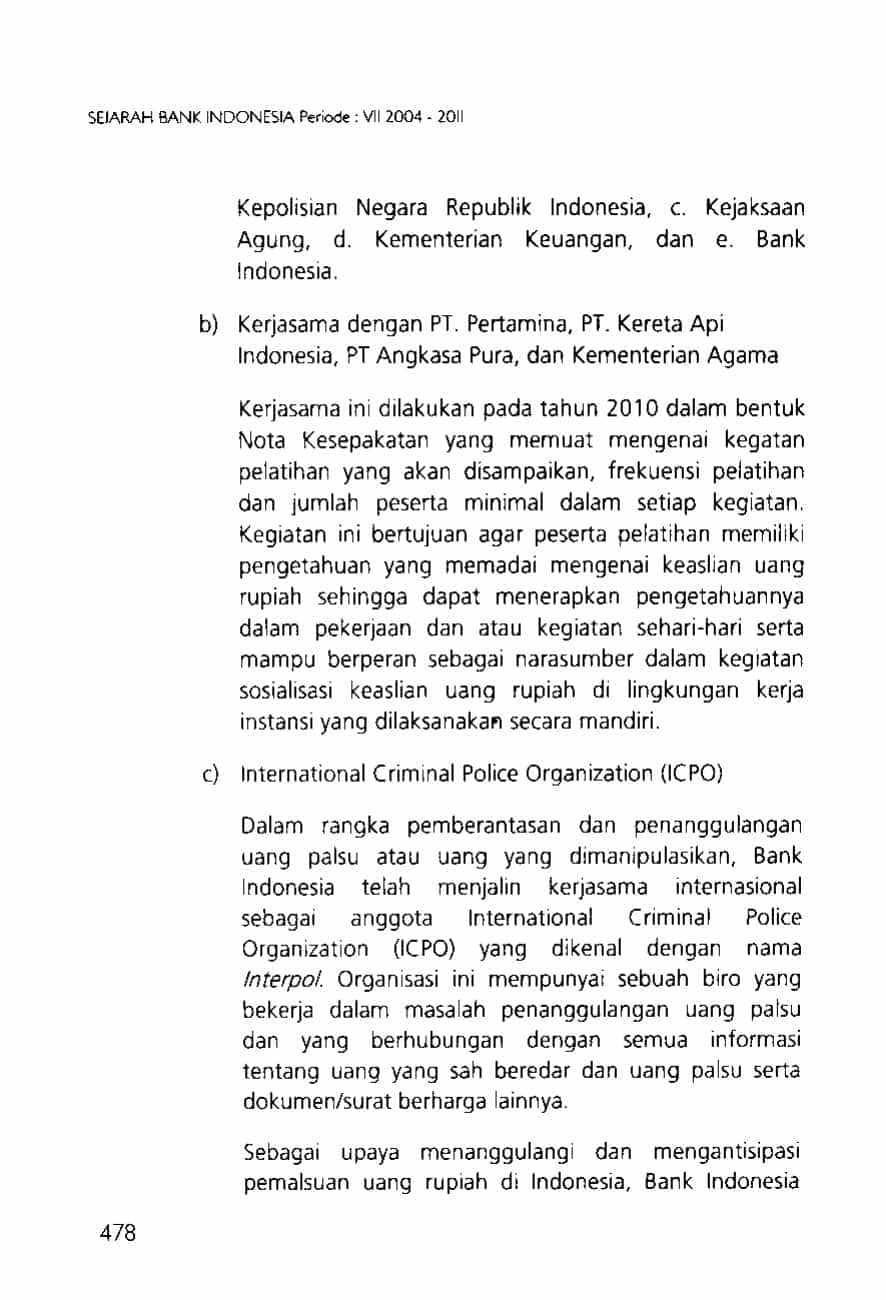 SEJARAH BANK INDONESIA Periode : VII 2004 - 2011
Kepolisian Negara Republik Indonesia, c. Kejaksaan
Agung, d. Kementerian Keuangan, dan e. Bank
Indonesia.
b) Kerjasama dengan PT. Pertamina, PT. Kereta Api
Indonesia, PT Angkasa Pura, dan Kementerian Agama
Kerjasama ini dilakukan pada tahun 2010 dalam bentuk
Nota Kesepakatan yang memuat mengenai kegatan
pelatihan yang akan disampaikan, frekuensi pelatihan
dan jumlah peserta minimal dalam setiap kegiatan.
Kegiatan ini bertujuan agar peserta pelatihan memiliki
pengetahuan yang memadai mengenai keaslian uang
rupiah sehingga dapat menerapkan pengetahuannya
dalam pekerjaan dan atau kegiatan sehari-hari serta
mampu berperan sebagai narasumber dalam kegiatan
sosialisasi keaslian uang rupiah di lingkungan kerja
instansi yang dilaksanakan secara mandiri.
c) International Criminal Police Organization (ICPO)
Dalam rangka pemberantasan dan penanggulangan
uang palsu atau uang yang dimanipulasikan, Bank
Indonesia telah menjalin kerjasama internasional
sebagai anggota International Criminal Police
Organization (ICPO) yang dikenal dengan nama
Interpol. Organisasi ini mempunyai sebuah biro yang
bekerja dalam masalah penanggulangan uang palsu
dan yang berhubungan dengan semua informasi
tentang uang yang sah beredar dan uang palsu serta
dokumen/surat berharga lainnya.
Sebagai upaya menanggulangi dan mengantisipasi
pemalsuan uang rupiah di Indonesia, Bank Indonesia
478